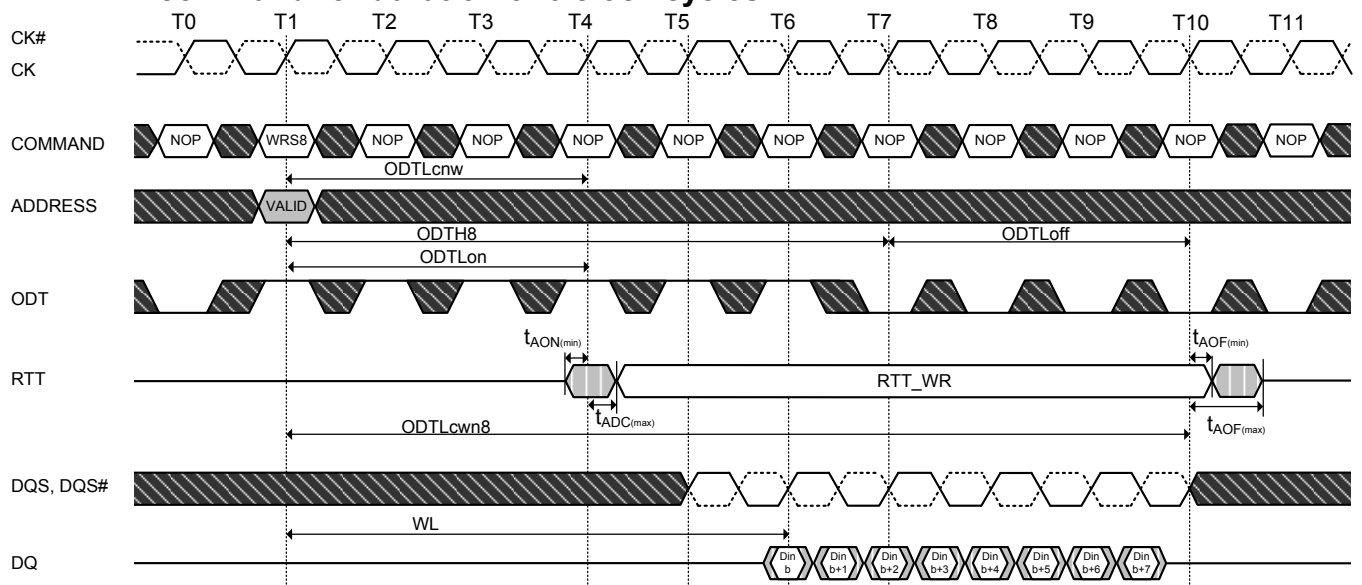 T0 T1 T2 T3 T4 T5 T6 T7 T8 T9 T10 T11
CK#
CK
COMMAND NOP WRS8 NOP NOP NOP NOP NOP NOP NOP NOP NOP NOP
ODTLcnw
ADDRESS VALID
ODTH8 ODTLoff
ODTLon
ODT
tAON(min) tAOF(min)
RTT RTT_WR
tADC(max) tAOF(max)
ODTLcwn8
DQS, DQS#
WL
DQ Din b Din b+1 Din b+2 Din b+3 Din b+4 Din b+5 Din b+6 Din b+7